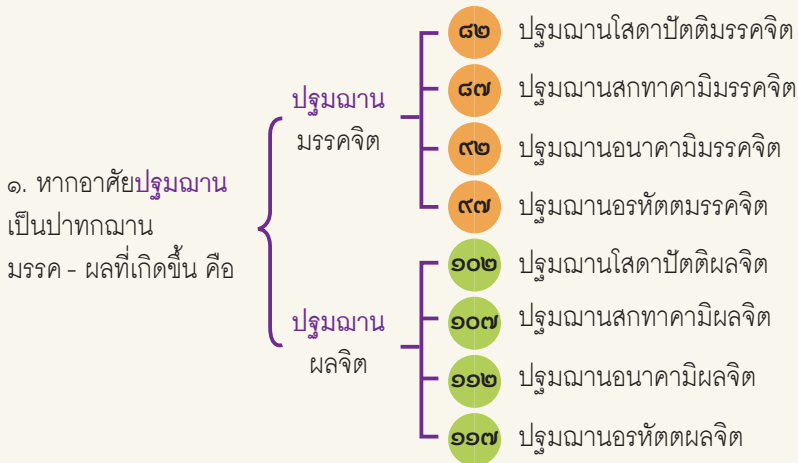 ๑. หากอาศัยปฐมฌาน
เป็นปาทกฌาน
มรรค - ผลที่เกิดขึ้น คือ
ปฐมฌาน
มรรคจิต
๘๒ ปฐมฌานโสดาปัตติมรรคจิต
๘๗ ปฐมฌานสกทาคามิมรรคจิต
๙๒ ปฐมฌานอนาคามิมรรคจิต
๙๗ ปฐมฌานอรหัตตมรรคจิต
ปฐมฌาน
ผลจิต
๑๐๒ ปฐมฌานโสดาปัตติผลจิต
๑๐๗ ปฐมฌานสกทาคามิผลจิต
๑๑๒ ปฐมฌานอนาคามิผลจิต
๑๑๗ ปฐมฌานอรหัตตผลจิต